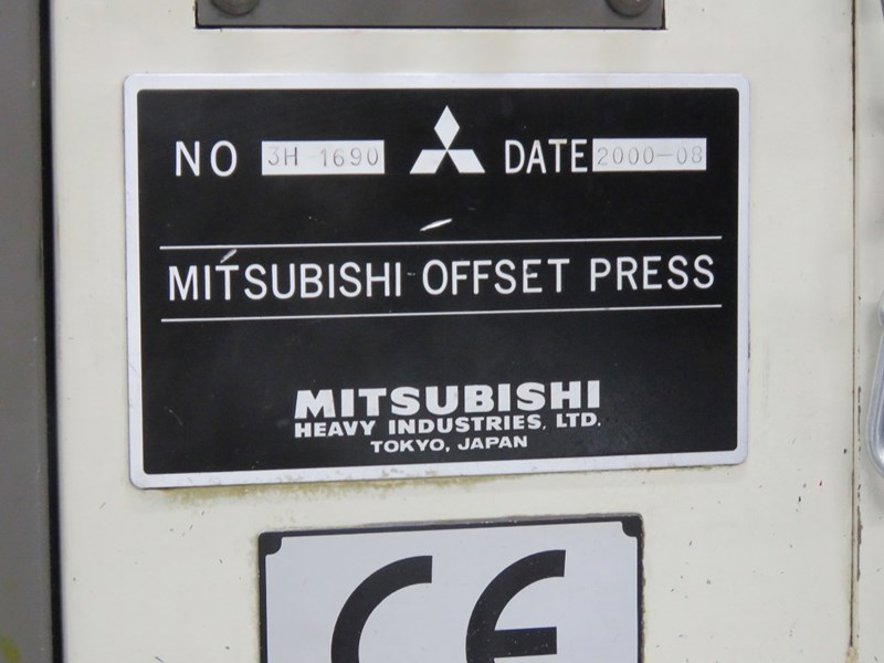 NO 3H-1690 DATE 2000-08
MITSUBISHI OFFSET PRESS
MITSUBISHI
HEAVY INDUSTRIES, LTD.
TOKYO, JAPAN
CE